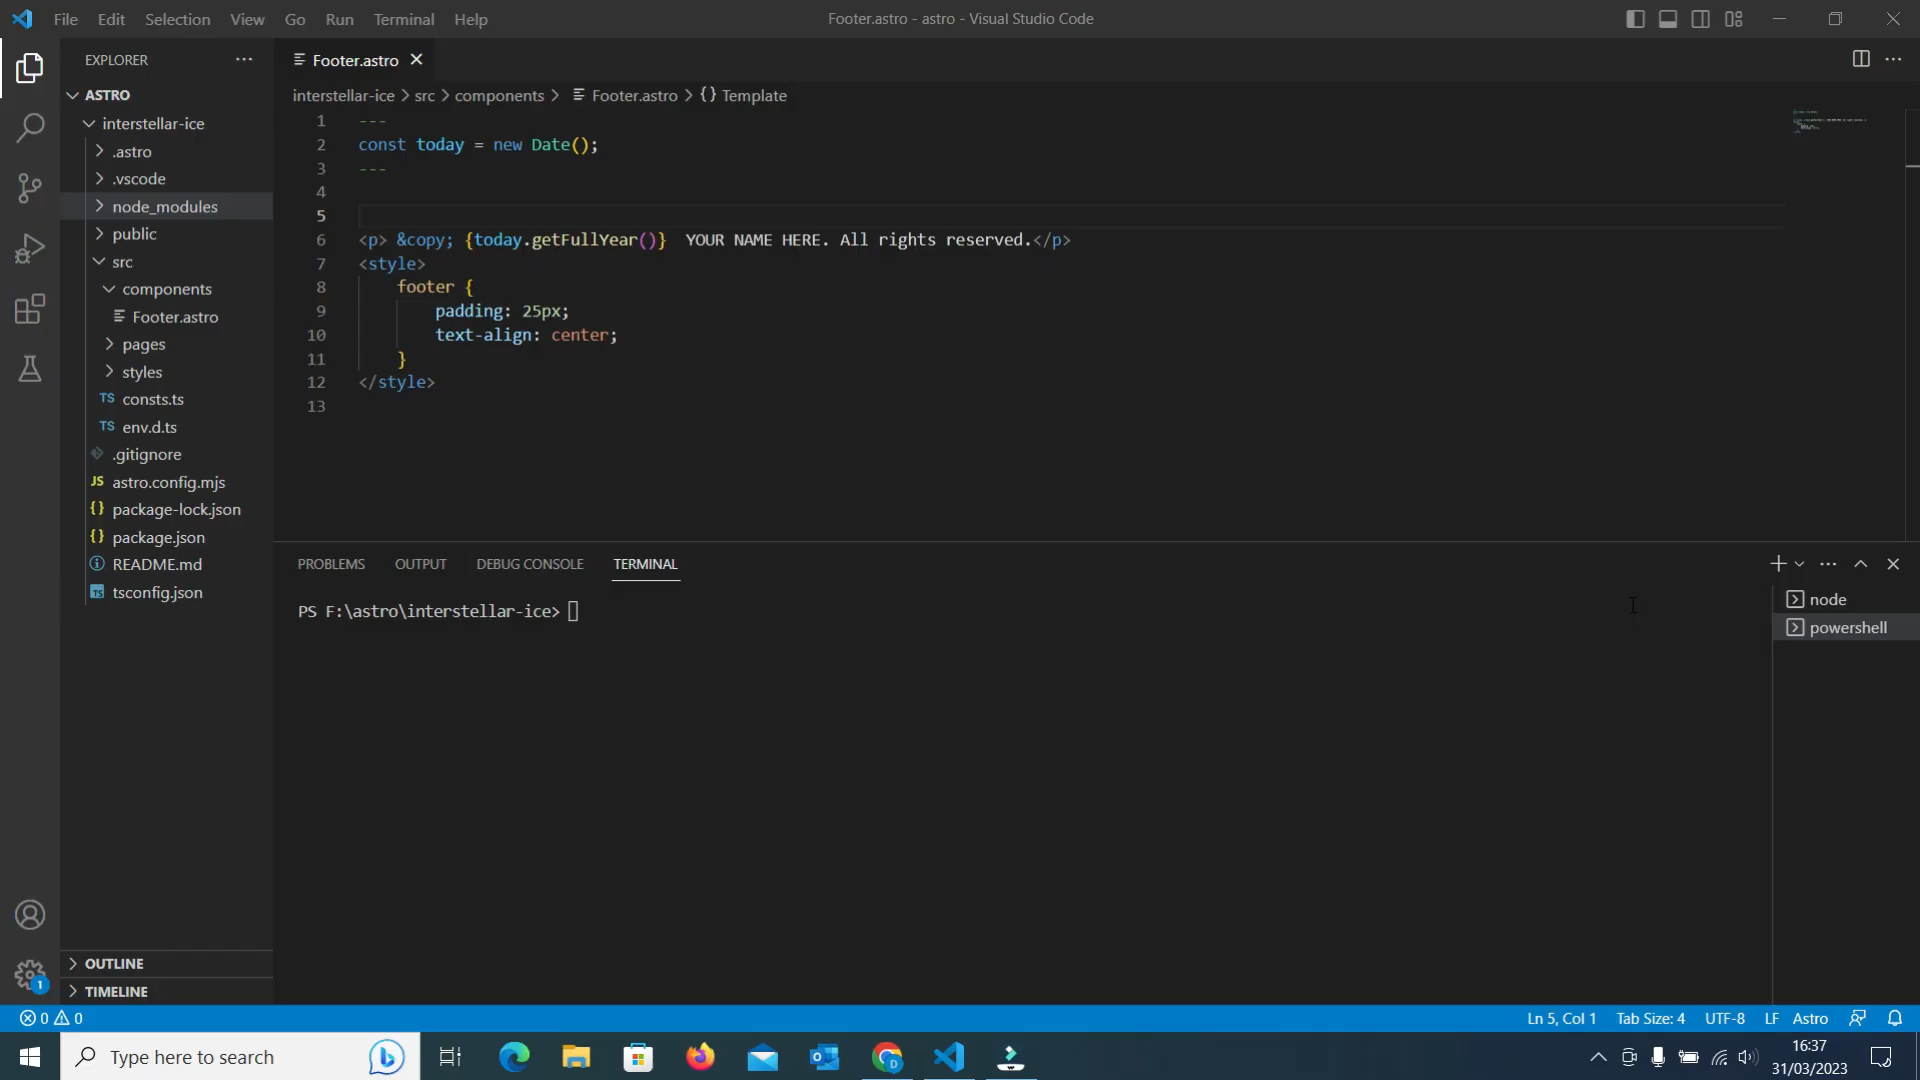 File Edit Selection View Go Run Terminal Help
Footer.astro - astro - Visual Studio Code
EXPLORER
ASTRO
interstellar-ice
.astro
.vscode
node_modules
public
src
components
Footer.astro
pages
styles
TS consts.ts
TS env.d.ts
.gitignore
JS astro.config.mjs
{} package-lock.json
{} package.json
README.md
TS tsconfig.json
OUTLINE
TIMELINE
Footer.astro
interstellar-ice > src > components > Footer.astro > {} Template
1 ---
2 const today = new Date();
3 ---
4
5
6 <p> &copy; {today.getFullYear()}  YOUR NAME HERE. All rights reserved.</p>
7 <style>
8 footer {
9 padding: 25px;
10 text-align: center;
11 }
12 </style>
13
PROBLEMS OUTPUT DEBUG CONSOLE TERMINAL
PS F:\astro\interstellar-ice>
node
powershell
1
0 0
Ln 5, Col 1 Tab Size: 4 UTF-8 LF Astro
Type here to search
16:37
31/03/2023